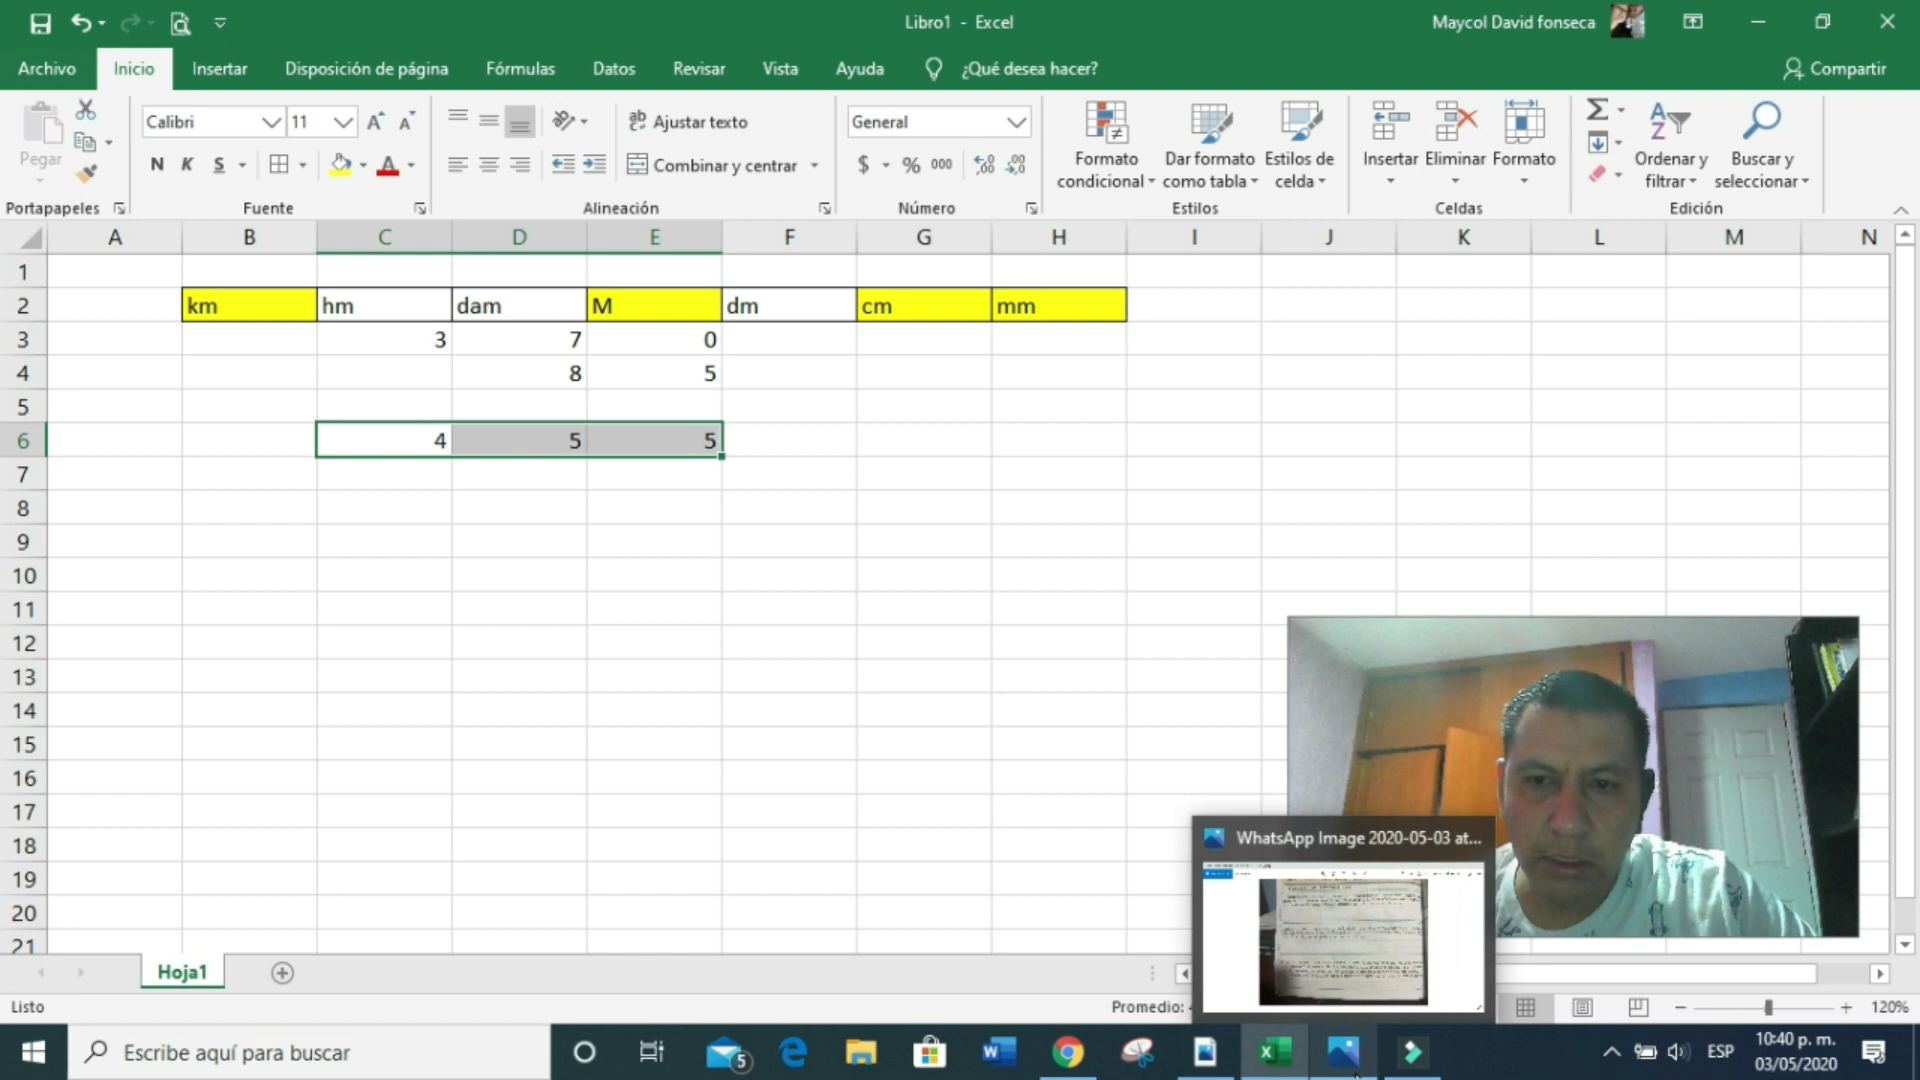 Libro1 - Excel
Maycol David fonseca
Archivo
Inicio
Insertar
Disposición de página
Fórmulas
Datos
Revisar
Vista
Ayuda
¿Qué desea hacer?
Compartir
Pegar
Portapapeles
Calibri
11
N K S
Fuente
Ajustar texto
Combinar y centrar
Alineación
General
$ % 000
Número
Formato condicional
Dar formato como tabla
Estilos de celda
Estilos
Insertar
Eliminar
Formato
Celdas
Ordenar y filtrar
Buscar y seleccionar
Edición
A B C D E F G H I J K L M N
1
2 km hm dam M dm cm mm
3 3 7 0
4 8 5
5
6 4 5 5
7
8
9
10
11
12
13
14
15
16
17
18
19
20
21
WhatsApp Image 2020-05-03 at...
Hoja1
Listo
Promedio:
120%
Escribe aquí para buscar
5
ESP
10:40 p. m.
03/05/2020